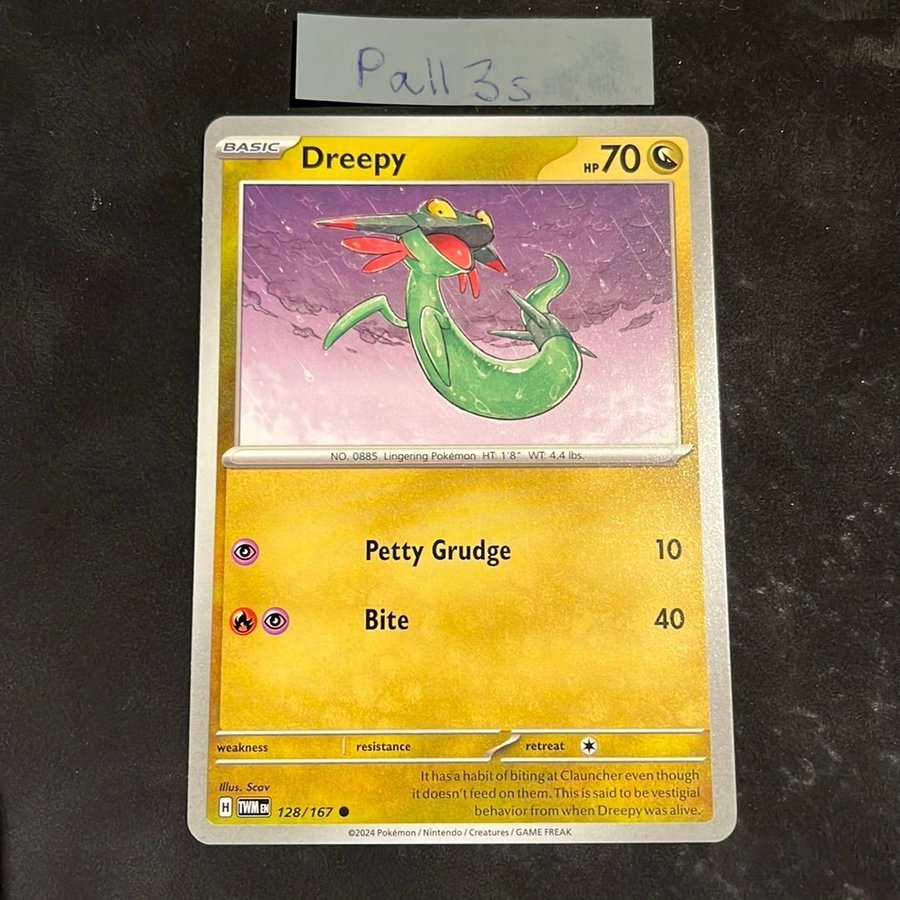 Pall3s
BASIC Dreepy HP 70
NO. 0885 Lingering Pokémon HT: 1'8" WT: 4.4 lbs.
Petty Grudge 10
Bite 40
weakness resistance retreat
Illus. Scav
It has a habit of biting at Clauncher even though
it doesn't feed on them. This is said to be vestigial
behavior from when Dreepy was alive.
H TWM EN 128/167
©2024 Pokémon / Nintendo / Creatures / GAME FREAK